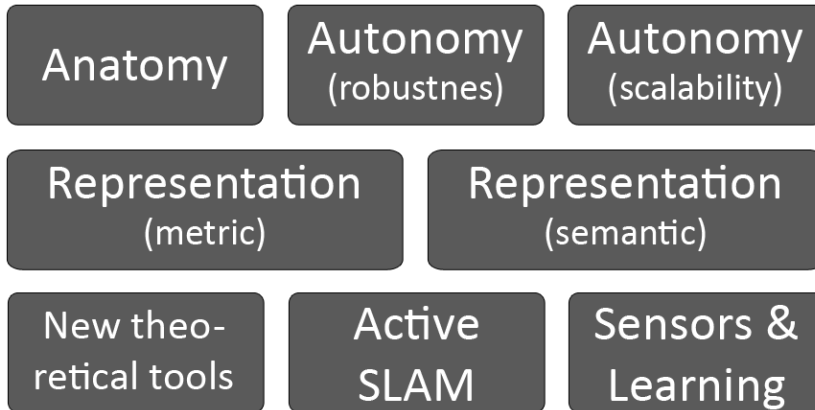 Anatomy
Autonomy
(robustnes)
Autonomy
(scalability)
Representation
(metric)
Representation
(semantic)
New theo-
retical tools
Active
SLAM
Sensors &
Learning